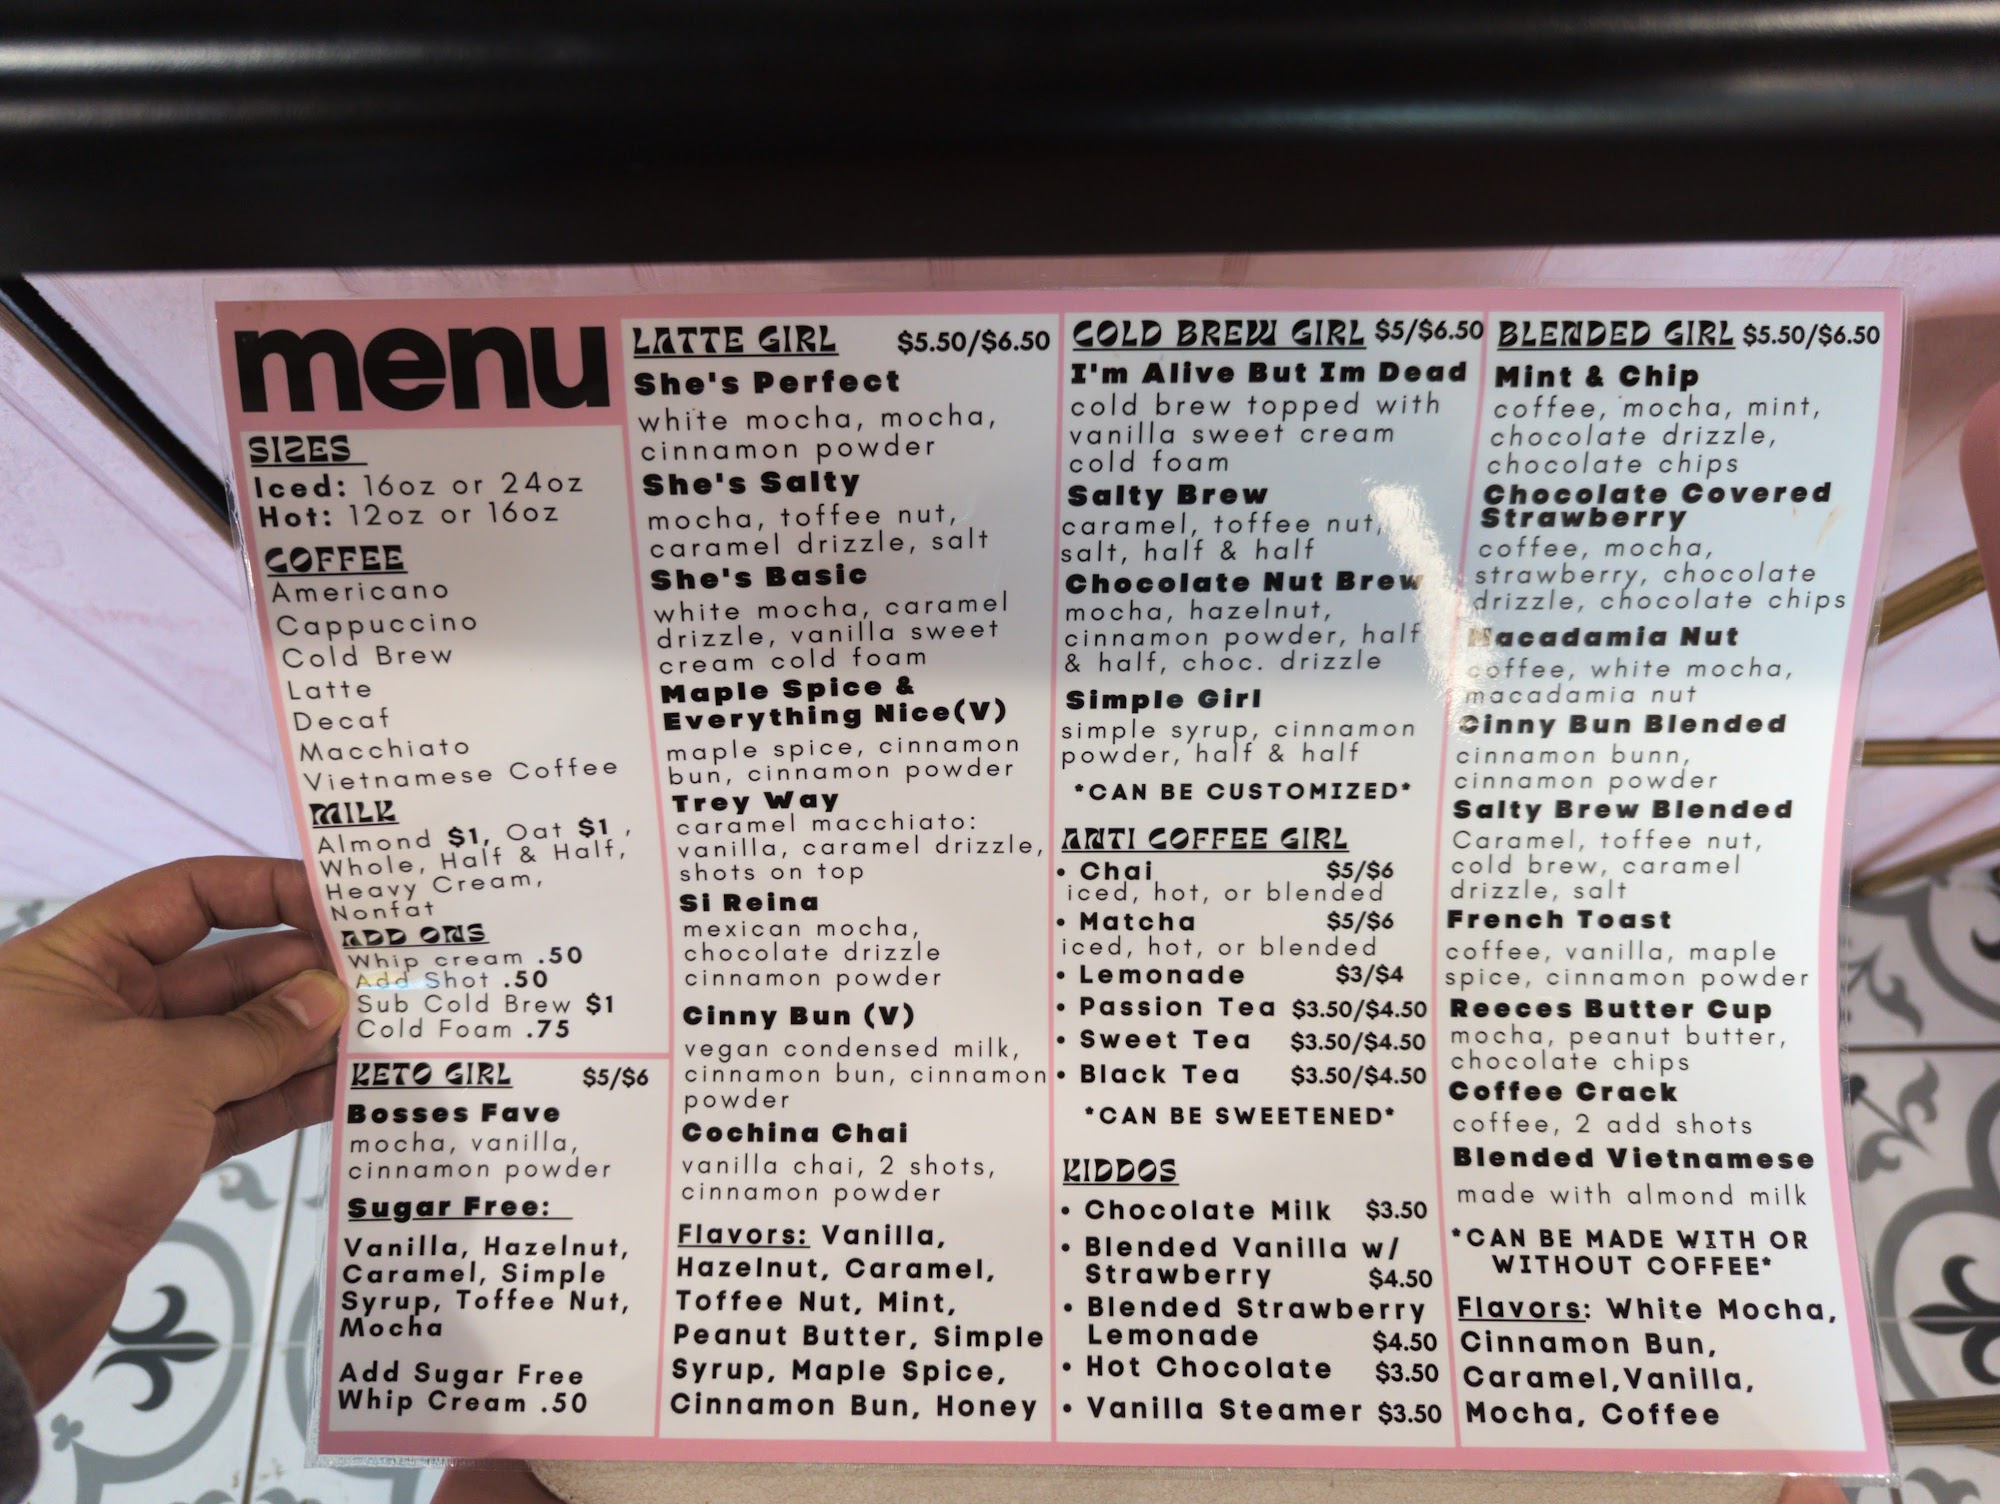 menu
SIZES
Iced: 16oz or 24oz
Hot: 12oz or 16oz
COFFEE
Americano
Cappuccino
Cold Brew
Latte
Decaf
Macchiato
Vietnamese Coffee
MILK
Almond $1, Oat $1 ,
Whole, Half & Half,
Heavy Cream,
Nonfat
ADD ONS
Whip cream .50
Add Shot .50
Sub Cold Brew $1
Cold Foam .75
KETO GIRL $5/$6
Bosses Fave
mocha, vanilla,
cinnamon powder
Sugar Free:
Vanilla, Hazelnut,
Caramel, Simple
Syrup, Toffee Nut,
Mocha
Add Sugar Free
Whip Cream .50
LATTE GIRL $5.50/$6.50
She's Perfect
white mocha, mocha,
cinnamon powder
She's Salty
mocha, toffee nut,
caramel drizzle, salt
She's Basic
white mocha, caramel
drizzle, vanilla sweet
cream cold foam
Maple Spice &
Everything Nice(V)
maple spice, cinnamon
bun, cinnamon powder
Trey Way
caramel macchiato:
vanilla, caramel drizzle,
shots on top
Si Reina
mexican mocha,
chocolate drizzle
cinnamon powder
Cinny Bun (V)
vegan condensed milk,
cinnamon bun, cinnamon
powder
Cochina Chai
vanilla chai, 2 shots,
cinnamon powder
Flavors: Vanilla,
Hazelnut, Caramel,
Toffee Nut, Mint,
Peanut Butter, Simple
Syrup, Maple Spice,
Cinnamon Bun, Honey
COLD BREW GIRL $5/$6.50
I'm Alive But Im Dead
cold brew topped with
vanilla sweet cream
cold foam
Salty Brew
caramel, toffee nut,
salt, half & half
Chocolate Nut Brew
mocha, hazelnut,
cinnamon powder, half
& half, choc. drizzle
Simple Girl
simple syrup, cinnamon
powder, half & half
*CAN BE CUSTOMIZED*
ANTI COFFEE GIRL
• Chai $5/$6
iced, hot, or blended
• Matcha $5/$6
iced, hot, or blended
• Lemonade $3/$4
• Passion Tea $3.50/$4.50
• Sweet Tea $3.50/$4.50
• Black Tea $3.50/$4.50
*CAN BE SWEETENED*
KIDDOS
• Chocolate Milk $3.50
• Blended Vanilla w/
Strawberry $4.50
• Blended Strawberry
Lemonade $4.50
• Hot Chocolate $3.50
• Vanilla Steamer $3.50
BLENDED GIRL $5.50/$6.50
Mint & Chip
coffee, mocha, mint,
chocolate drizzle,
chocolate chips
Chocolate Covered
Strawberry
coffee, mocha,
strawberry, chocolate
drizzle, chocolate chips
Macadamia Nut
coffee, white mocha,
macadamia nut
Cinny Bun Blended
cinnamon bunn,
cinnamon powder
Salty Brew Blended
Caramel, toffee nut,
cold brew, caramel
drizzle, salt
French Toast
coffee, vanilla, maple
spice, cinnamon powder
Reeces Butter Cup
mocha, peanut butter,
chocolate chips
Coffee Crack
coffee, 2 add shots
Blended Vietnamese
made with almond milk
*CAN BE MADE WITH OR
WITHOUT COFFEE*
Flavors: White Mocha,
Cinnamon Bun,
Caramel,Vanilla,
Mocha, Coffee